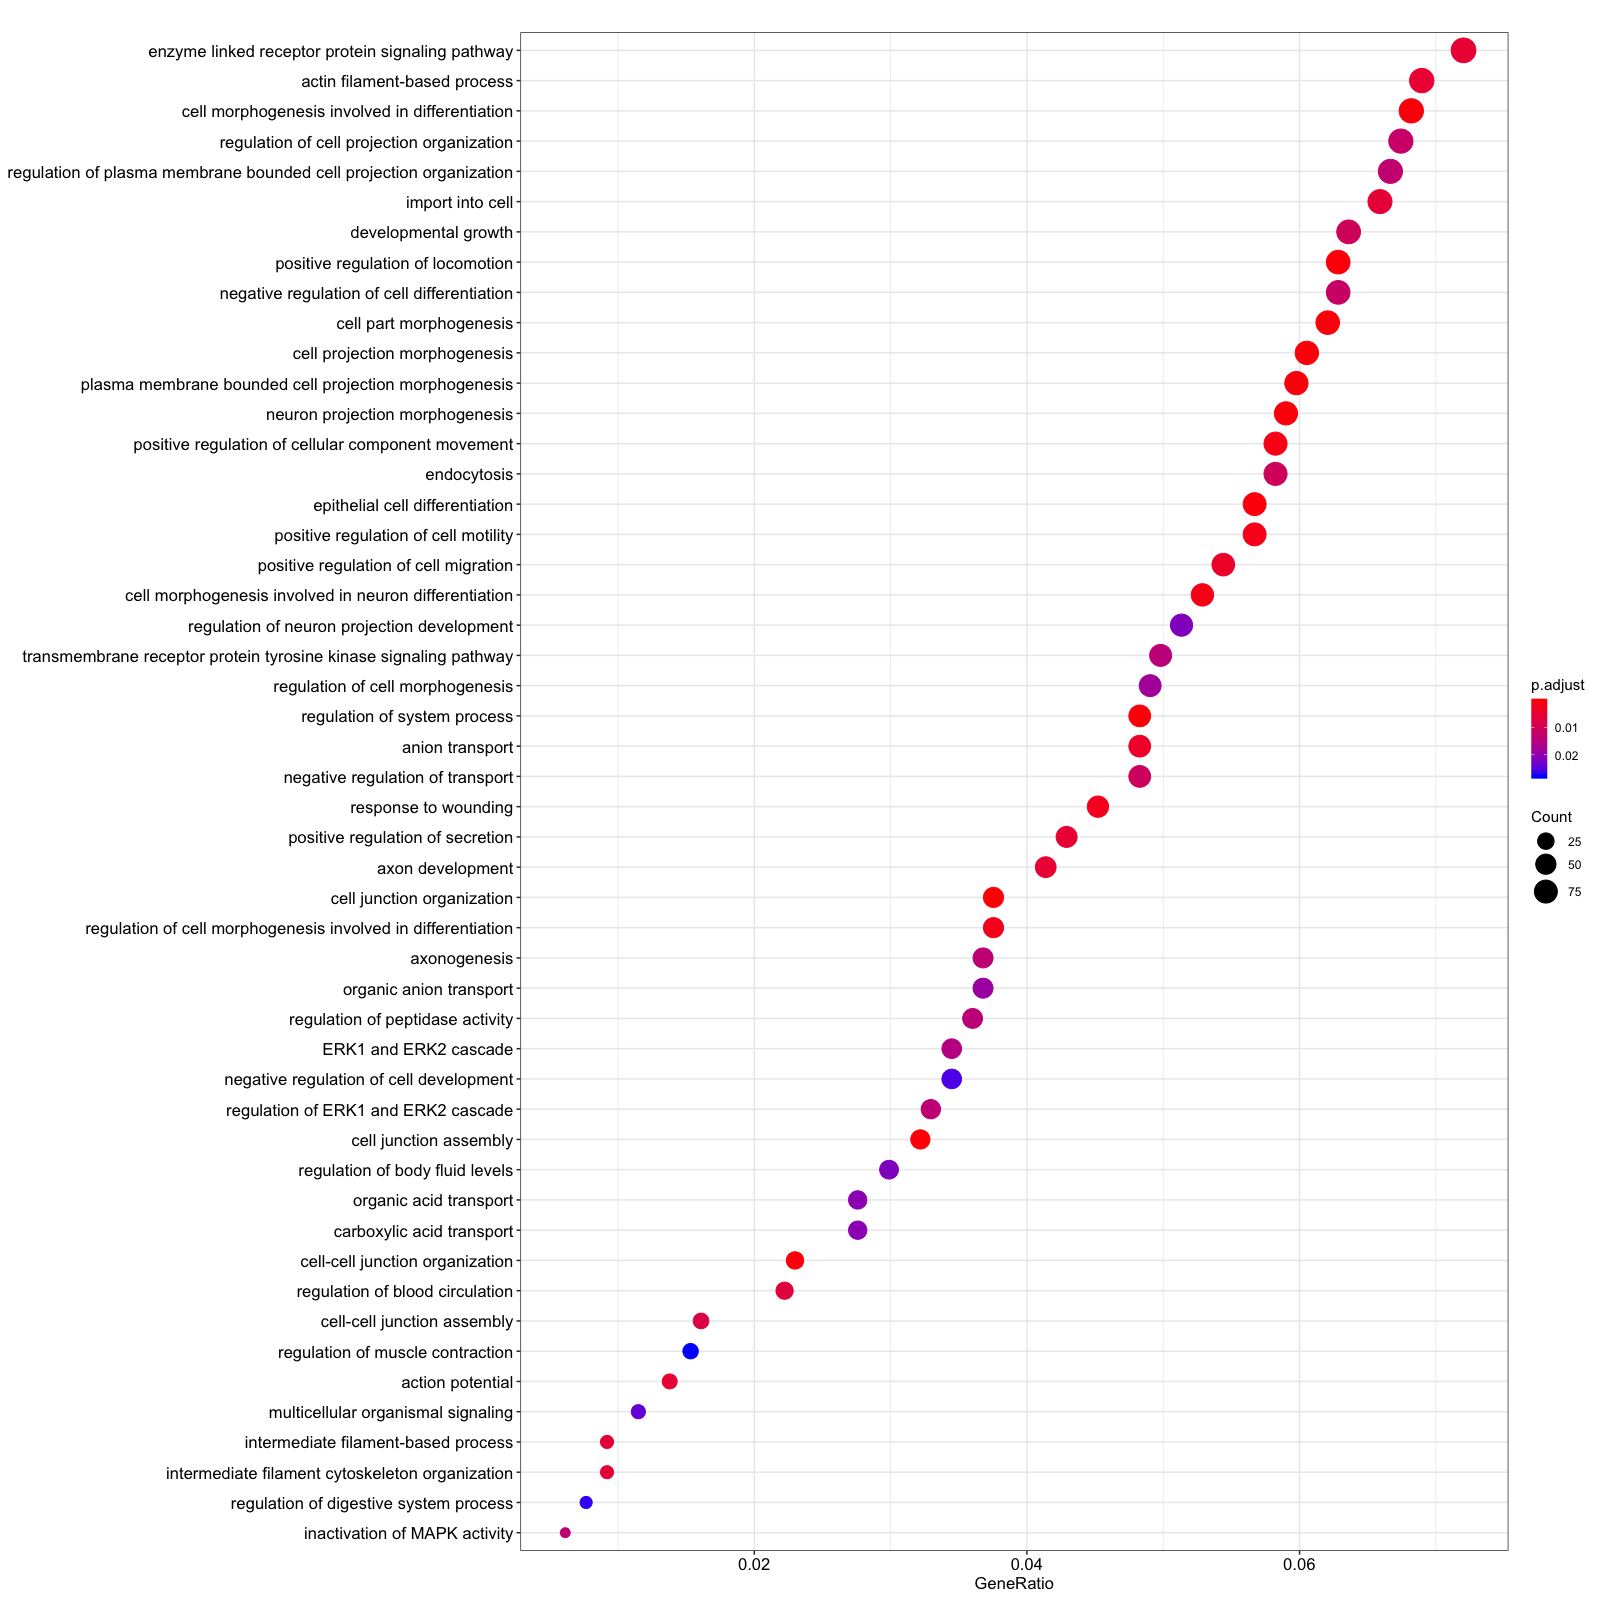 enzyme linked receptor protein signaling pathway
actin filament-based process
cell morphogenesis involved in differentiation
regulation of cell projection organization
regulation of plasma membrane bounded cell projection organization
import into cell
developmental growth
positive regulation of locomotion
negative regulation of cell differentiation
cell part morphogenesis
cell projection morphogenesis
plasma membrane bounded cell projection morphogenesis
neuron projection morphogenesis
positive regulation of cellular component movement
endocytosis
epithelial cell differentiation
positive regulation of cell motility
positive regulation of cell migration
cell morphogenesis involved in neuron differentiation
regulation of neuron projection development
transmembrane receptor protein tyrosine kinase signaling pathway
regulation of cell morphogenesis
regulation of system process
anion transport
negative regulation of transport
response to wounding
positive regulation of secretion
axon development
cell junction organization
regulation of cell morphogenesis involved in differentiation
axonogenesis
organic anion transport
regulation of peptidase activity
ERK1 and ERK2 cascade
negative regulation of cell development
regulation of ERK1 and ERK2 cascade
cell junction assembly
regulation of body fluid levels
organic acid transport
carboxylic acid transport
cell-cell junction organization
regulation of blood circulation
cell-cell junction assembly
regulation of muscle contraction
action potential
multicellular organismal signaling
intermediate filament-based process
intermediate filament cytoskeleton organization
regulation of digestive system process
inactivation of MAPK activity
0.02 0.04 0.06
GeneRatio
p.adjust
0.01
0.02
Count
25
50
75